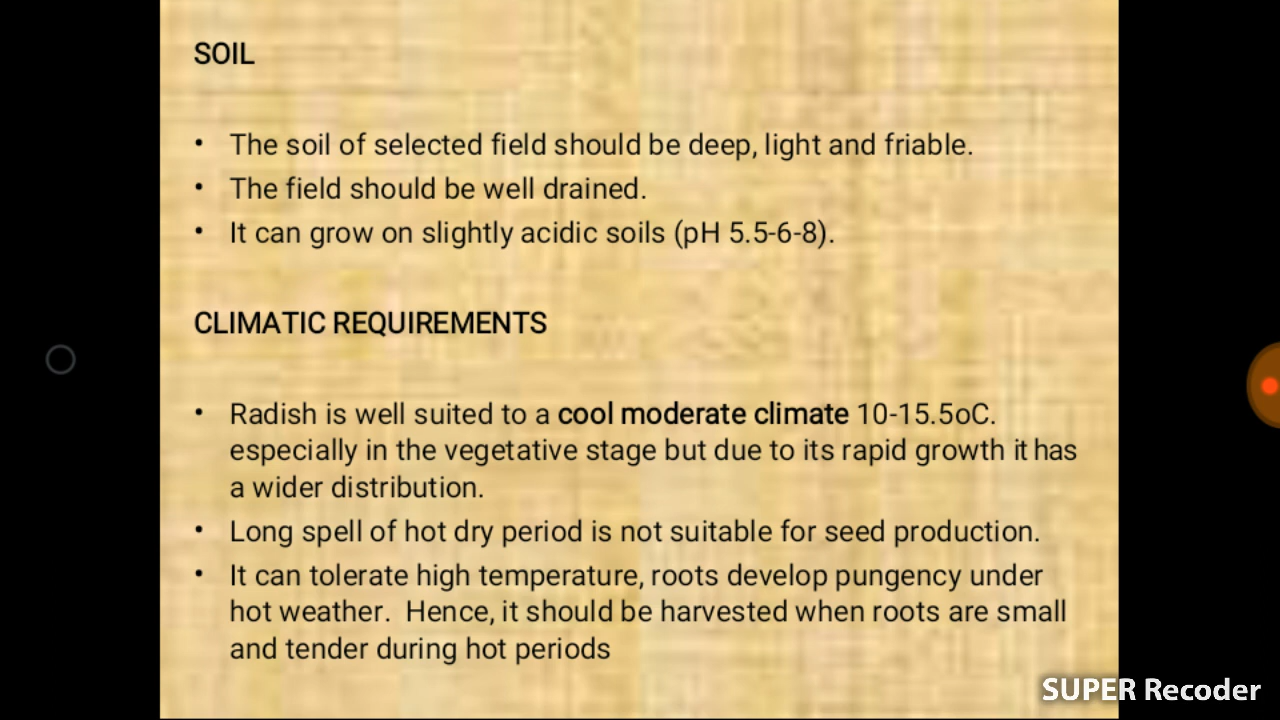 SOIL
• The soil of selected field should be deep, light and friable.
• The field should be well drained.
• It can grow on slightly acidic soils (pH 5.5-6-8).
CLIMATIC REQUIREMENTS
• Radish is well suited to a cool moderate climate 10-15.5oC.
especially in the vegetative stage but due to its rapid growth it has
a wider distribution.
• Long spell of hot dry period is not suitable for seed production.
• It can tolerate high temperature, roots develop pungency under
hot weather.  Hence, it should be harvested when roots are small
and tender during hot periods
SUPER Recoder